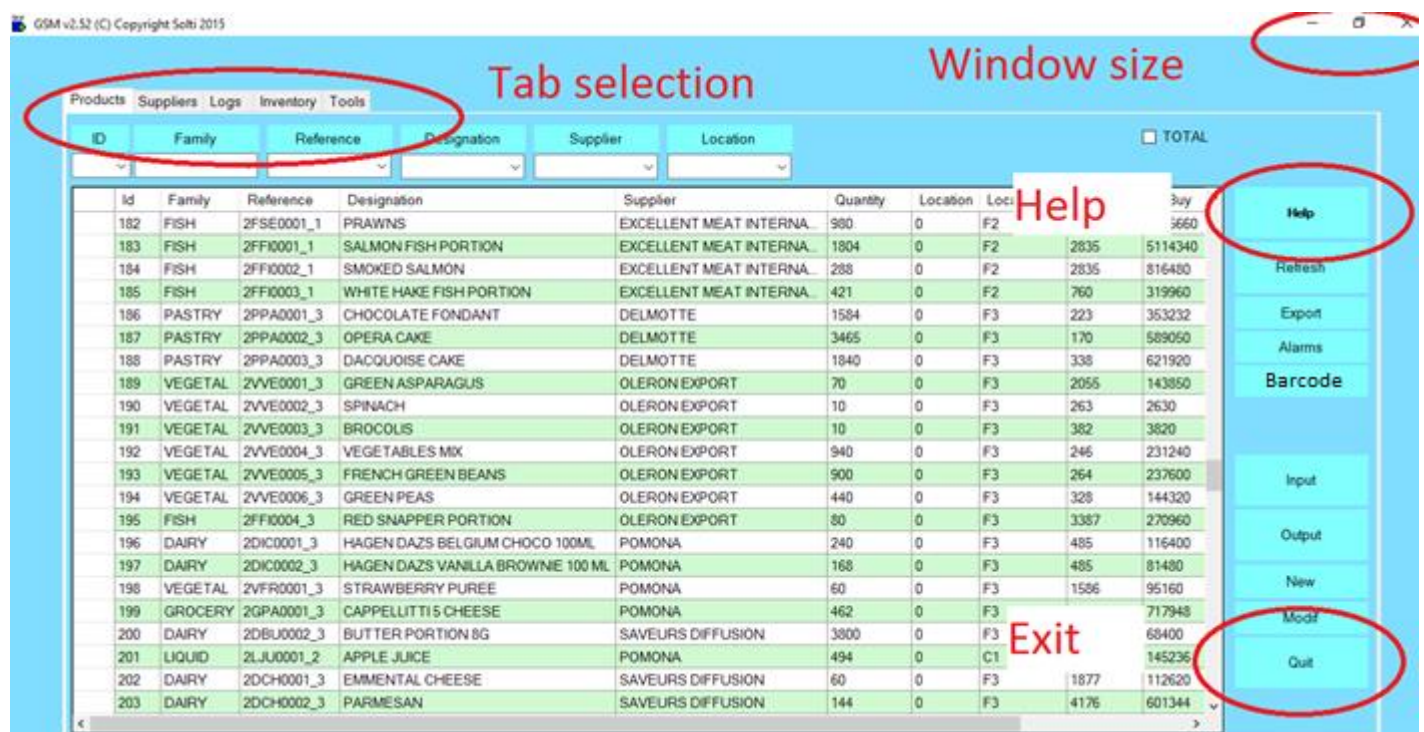 GSM v2.52 (C) Copyright Solti 2015
Window size
Tab selection
Products Suppliers Logs Inventory Tools
ID Family Reference Designation Supplier Location TOTAL
Id Family Reference Designation Supplier Quantity Location Buy
Help
Help
182 FISH 2FSE0001_1 PRAWNS EXCELLENT MEAT INTERNA... 980 0 F2
183 FISH 2FFI0001_1 SALMON FISH PORTION EXCELLENT MEAT INTERNA... 1804 0 F2 2835 5114340
184 FISH 2FFI0002_1 SMOKED SALMON EXCELLENT MEAT INTERNA... 288 0 F2 2835 816480
Refresh
185 FISH 2FFI0003_1 WHITE HAKE FISH PORTION EXCELLENT MEAT INTERNA... 421 0 F2 760 319960
186 PASTRY 2PPA0001_3 CHOCOLATE FONDANT DELMOTTE 1584 0 F3 223 353232
Export
187 PASTRY 2PPA0002_3 OPERA CAKE DELMOTTE 3465 0 F3 170 589050
Alarms
188 PASTRY 2PPA0003_3 DACQUOISE CAKE DELMOTTE 1840 0 F3 338 621920
189 VEGETAL 2VVE0001_3 GREEN ASPARAGUS OLERON EXPORT 70 0 F3 2055 143850
Barcode
190 VEGETAL 2VVE0002_3 SPINACH OLERON EXPORT 10 0 F3 263 2630
191 VEGETAL 2VVE0003_3 BROCOLIS OLERON EXPORT 10 0 F3 382 3820
192 VEGETAL 2VVE0004_3 VEGETABLES MIX OLERON EXPORT 940 0 F3 246 231240
193 VEGETAL 2VVE0005_3 FRENCH GREEN BEANS OLERON EXPORT 900 0 F3 264 237600
Input
194 VEGETAL 2VVE0006_3 GREEN PEAS OLERON EXPORT 440 0 F3 328 144320
195 FISH 2FFI0004_3 RED SNAPPER PORTION OLERON EXPORT 80 0 F3 3387 270960
196 DAIRY 2DIC0001_3 HAGEN DAZS BELGIUM CHOCO 100ML POMONA 240 0 F3 485 116400
Output
197 DAIRY 2DIC0002_3 HAGEN DAZS VANILLA BROWNIE 100 ML POMONA 168 0 F3 485 81480
198 VEGETAL 2VFR0001_3 STRAWBERRY PUREE POMONA 60 0 F3 1586 95160
New
199 GROCERY 2GPA0001_3 CAPPELLITTI 5 CHEESE POMONA 462 0 F3 717948
Modif
200 DAIRY 2DBU0002_3 BUTTER PORTION 8G SAVEURS DIFFUSION 3800 0 F3 68400
Exit
201 LIQUID 2LJU0001_2 APPLE JUICE POMONA 494 0 C1 145236
Quit
202 DAIRY 2DCH0001_3 EMMENTAL CHEESE SAVEURS DIFFUSION 60 0 F3 1877 112620
203 DAIRY 2DCH0002_3 PARMESAN SAVEURS DIFFUSION 144 0 F3 4176 601344